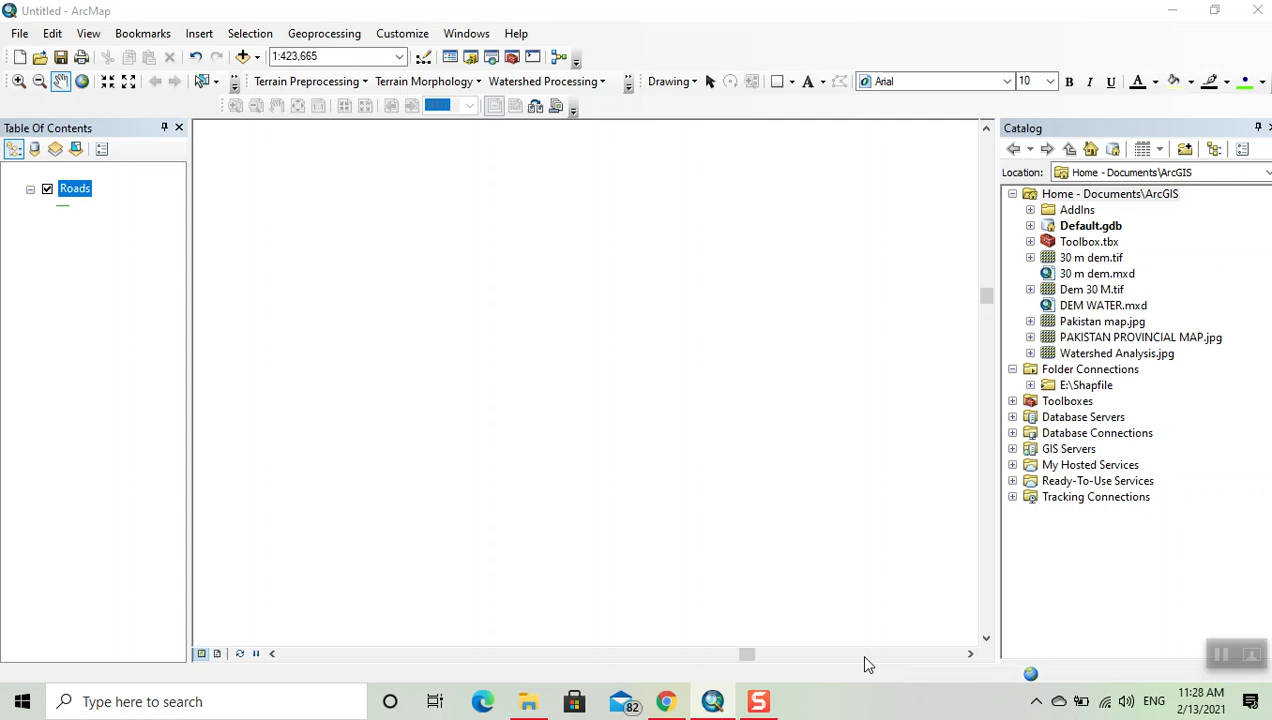 Untitled - ArcMap
File Edit View Bookmarks Insert Selection Geoprocessing Customize Windows Help
1:423,665
Terrain Preprocessing Terrain Morphology Watershed Processing Drawing A Arial 10 B I U A
Table Of Contents
Roads
Catalog
Location: Home - Documents\ArcGIS
Home - Documents\ArcGIS
AddIns
Default.gdb
Toolbox.tbx
30 m dem.tif
30 m dem.mxd
Dem 30 M.tif
DEM WATER.mxd
Pakistan map.jpg
PAKISTAN PROVINCIAL MAP.jpg
Watershed Analysis.jpg
Folder Connections
E:\Shapfile
Toolboxes
Database Servers
Database Connections
GIS Servers
My Hosted Services
Ready-To-Use Services
Tracking Connections
Type here to search
82
S
ENG
11:28 AM
2/13/2021